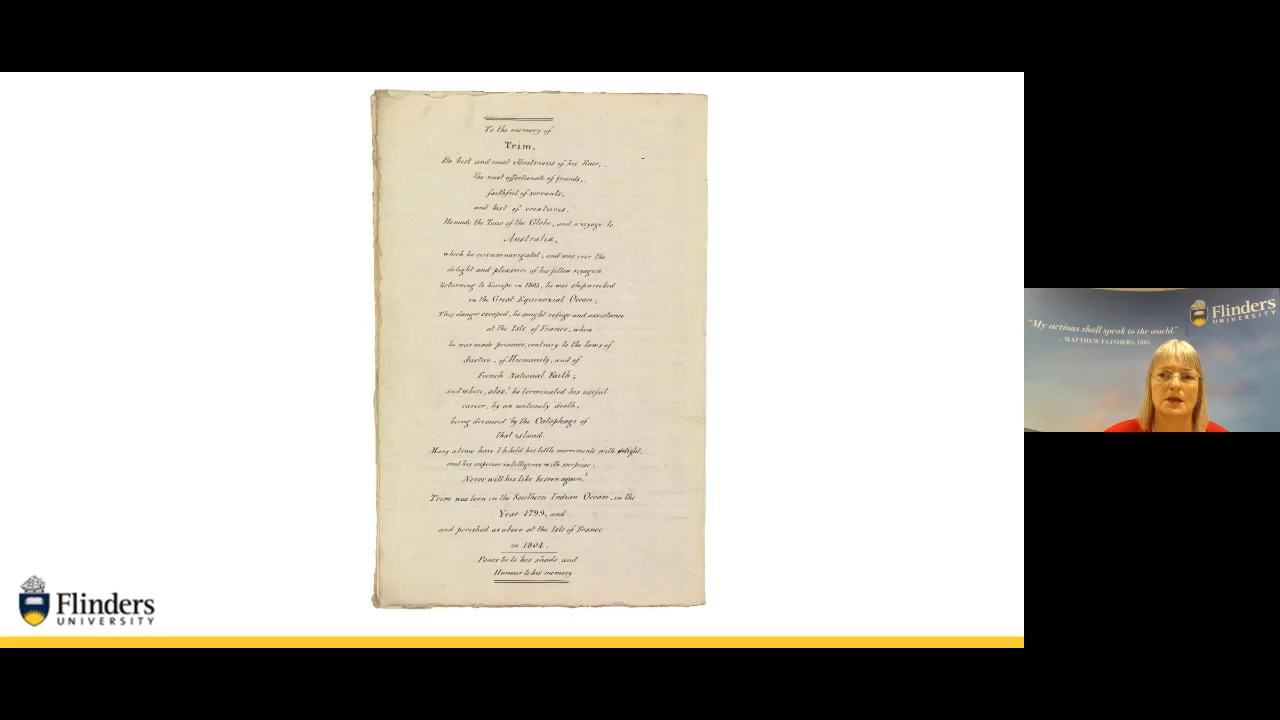 To the memory of
Trim,
the best and most illustrious of his Race,
the most affectionate of friends,
faithful of servants,
and best of creatures.
He made the Tour of the Globe, and a voyage to
Australia,
which he circumnavigated; and was ever the
delight and pleasure of his fellow voyagers.
Returning to Europe in 1803, he was shipwrecked
in the Great Equinoxial Ocean;
This danger escaped, he sought refuge and assistance
at the Isle of France, where
he was made prisoner, contrary to the laws of
Justice, of Humanity, and of
French National Faith;
and where, alas! he terminated his useful
career, by an untimely death,
being devoured by the Catophagi of
that island.
Many a time have I beheld his little merriments with delight,
and his superior intelligence with surprise:
Never will his like be seen again!
Trim was born in the Southern Indian Ocean, in the
Year 1799, and
perished as above at the Isle of France
in 1804.
Peace be to his shade, and
Honour to his memory
Flinders
UNIVERSITY
"My actions shall speak to the world."
- MATTHEW FLINDERS,
Flinders
UNIVERSITY